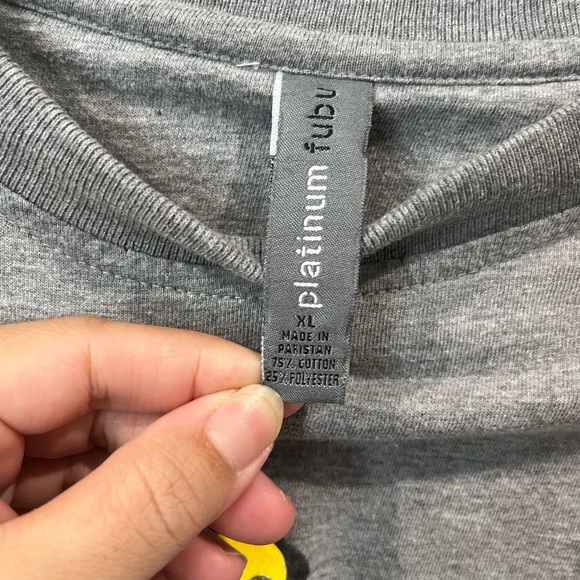 platinum fubu
XL
MADE IN
PAKISTAN
75% COTTON
25% POLYESTER